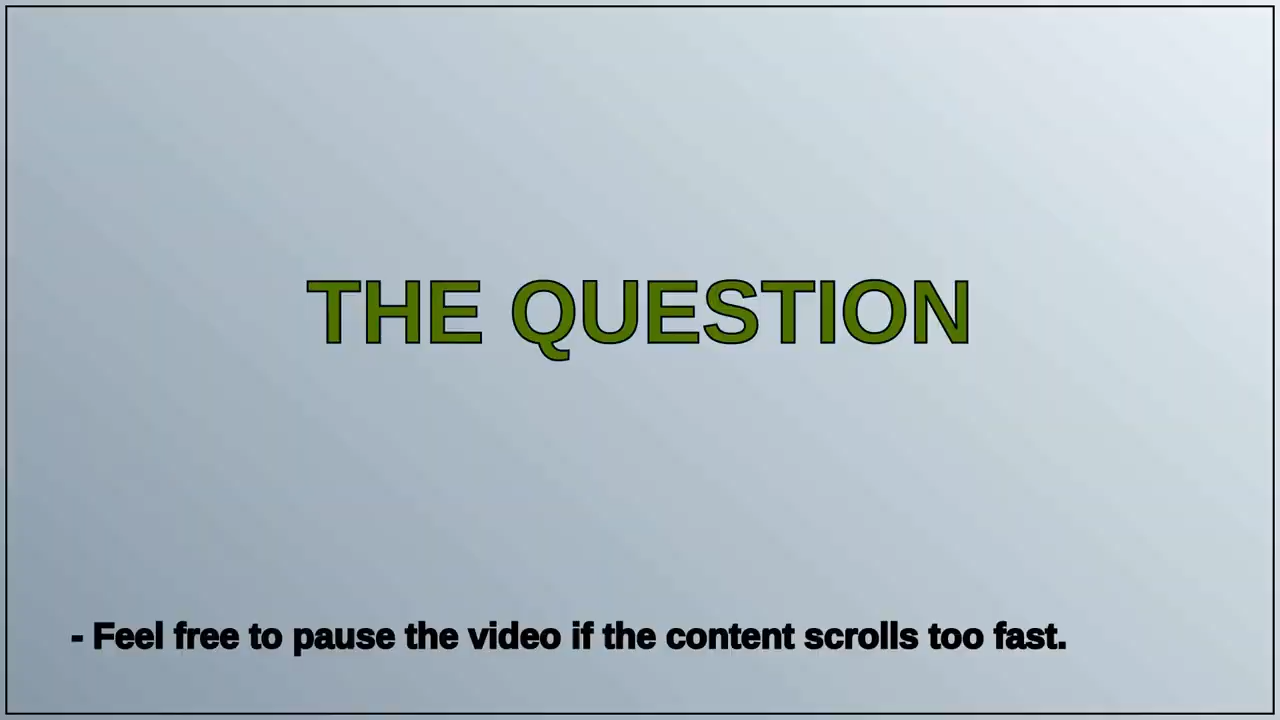 THE QUESTION
- Feel free to pause the video if the content scrolls too fast.